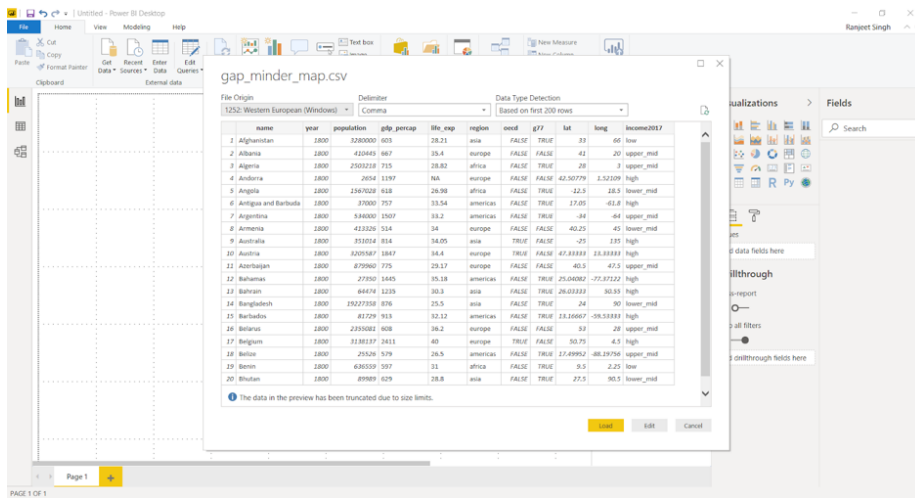 Untitled - Power BI Desktop
Ranjeet Singh
File Home View Modeling Help
Paste
Cut
Copy
Format Painter
Clipboard
Get Data
Recent Sources
Enter Data
Edit Queries
External data
Text box
New Measure
gap_minder_map.csv
File Origin Delimiter Data Type Detection
1252: Western European (Windows) Comma Based on first 200 rows
name year population gdp_percap life_exp region oecd g77 lat long income2017
1 Afghanistan 1800 3280000 603 28.21 asia FALSE TRUE 33 66 low
2 Albania 1800 410445 667 35.4 europe FALSE FALSE 41 20 upper_mid
3 Algeria 1800 2503218 715 28.82 africa FALSE TRUE 28 3 upper_mid
4 Andorra 1800 2654 1197 NA europe FALSE FALSE 42.50779 1.52109 high
5 Angola 1800 1567028 618 26.98 africa FALSE TRUE -12.5 18.5 lower_mid
6 Antigua and Barbuda 1800 37000 757 33.54 americas FALSE TRUE 17.05 -61.8 high
7 Argentina 1800 534000 1507 33.2 americas FALSE TRUE -34 -64 upper_mid
8 Armenia 1800 413326 514 34 europe FALSE FALSE 40.25 45 lower_mid
9 Australia 1800 351014 814 34.05 asia TRUE FALSE -25 135 high
10 Austria 1800 3205587 1847 34.4 europe TRUE FALSE 47.33333 13.33333 high
11 Azerbaijan 1800 879960 775 29.17 europe FALSE FALSE 40.5 47.5 upper_mid
12 Bahamas 1800 27350 1445 35.18 americas FALSE TRUE 25.04082 -77.37122 high
13 Bahrain 1800 64474 1235 30.3 asia FALSE TRUE 26.03333 50.55 high
14 Bangladesh 1800 19227358 876 25.5 asia FALSE TRUE 24 90 lower_mid
15 Barbados 1800 81729 913 32.12 americas FALSE TRUE 13.16667 -59.53333 high
16 Belarus 1800 2355081 608 36.2 europe FALSE FALSE 53 28 upper_mid
17 Belgium 1800 3138137 2411 40 europe TRUE FALSE 50.75 4.5 high
18 Belize 1800 25526 579 26.5 americas FALSE TRUE 17.49952 -88.19756 upper_mid
19 Benin 1800 636559 597 31 africa FALSE TRUE 9.5 2.25 low
20 Bhutan 1800 89989 629 28.8 asia FALSE TRUE 27.5 90.5 lower_mid
The data in the preview has been truncated due to size limits.
Load Edit Cancel
ualizations
Fields
Search
R Py
ues
d data fields here
illthrough
ss-report
p all filters
d drillthrough fields here
Page 1
PAGE 1 OF 1